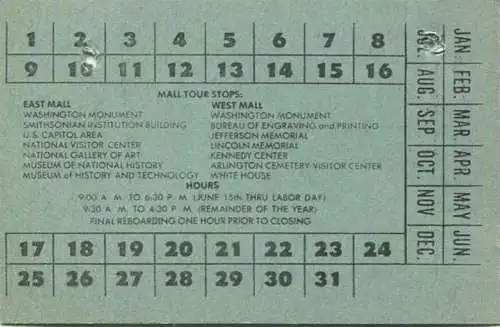 1 2 3 4 5 6 7 8
9 10 11 12 13 14 15 16
MALL TOUR STOPS:
EAST MALL
WASHINGTON MONUMENT
SMITHSONIAN INSTITUTION BUILDING
U.S. CAPITOL AREA
NATIONAL VISITOR CENTER
NATIONAL GALLERY OF ART
MUSEUM OF NATIONAL HISTORY
MUSEUM OF HISTORY AND TECHNOLOGY
WEST MALL
WASHINGTON MONUMENT
BUREAU OF ENGRAVING AND PRINTING
JEFFERSON MEMORIAL
LINCOLN MEMORIAL
KENNEDY CENTER
ARLINGTON CEMETERY VISITOR CENTER
WHITE HOUSE
HOURS
9:00 A. M. TO 6:30 P. M. (JUNE 15th THRU LABOR DAY)
9:30 A. M. TO 4:30 P. M. (REMAINDER OF THE YEAR)
FINAL REBOARDING ONE HOUR PRIOR TO CLOSING
17 18 19 20 21 22 23 24
25 26 27 28 29 30 31
JAN. FEB. MAR. APR. MAY JUN.
AUG. SEP. OCT. NOV. DEC.